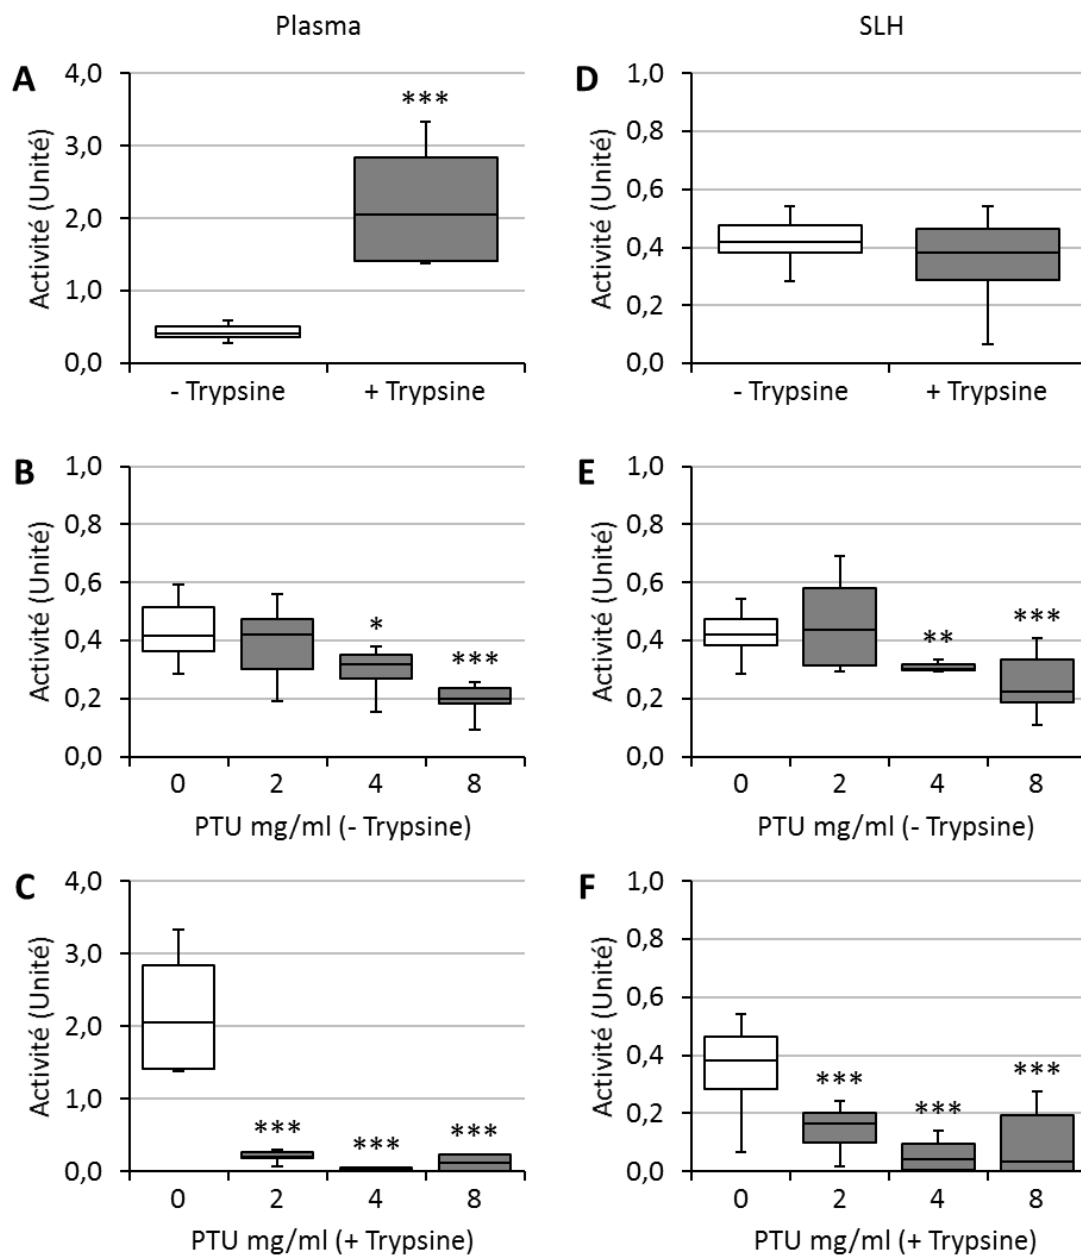 Plasma
SLH
A
Activité (Unité)
4,0
3,0
2,0
1,0
0,0
***
- Trypsine
+ Trypsine
D
Activité (Unité)
1,0
0,8
0,6
0,4
0,2
0,0
- Trypsine
+ Trypsine
B
Activité (Unité)
1,0
0,8
0,6
0,4
0,2
0,0
*
***
0 2 4 8
PTU mg/ml (- Trypsine)
E
Activité (Unité)
1,0
0,8
0,6
0,4
0,2
0,0
**
***
0 2 4 8
PTU mg/ml (- Trypsine)
C
Activité (Unité)
4,0
3,0
2,0
1,0
0,0
*** *** ***
0 2 4 8
PTU mg/ml (+ Trypsine)
F
Activité (Unité)
1,0
0,8
0,6
0,4
0,2
0,0
*** *** ***
0 2 4 8
PTU mg/ml (+ Trypsine)